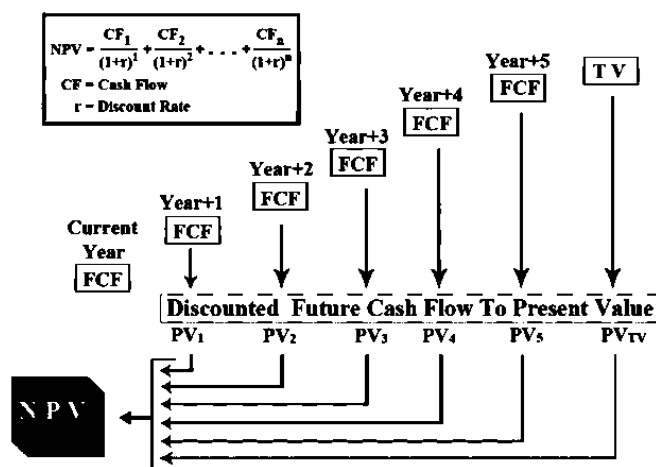 NPV = CF₁/(1+r)¹ + CF₂/(1+r)² + . . . + CFₙ/(1+r)ⁿ
CF = Cash Flow
r = Discount Rate
Current
Year
FCF
Year+1
FCF
Year+2
FCF
Year+3
FCF
Year+4
FCF
Year+5
FCF
TV
Discounted Future Cash Flow To Present Value
PV₁ PV₂ PV₃ PV₄ PV₅ PVTV
NPV